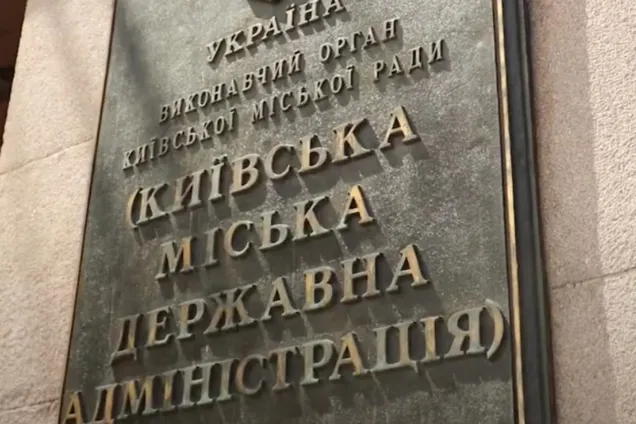 УКРАЇНА
ВИКОНАВЧИЙ ОРГАН
КИЇВСЬКОЇ МІСЬКОЇ РАДИ
(КИЇВСЬКА
МІСЬКА
ДЕРЖАВНА
АДМІНІСТРАЦІЯ)